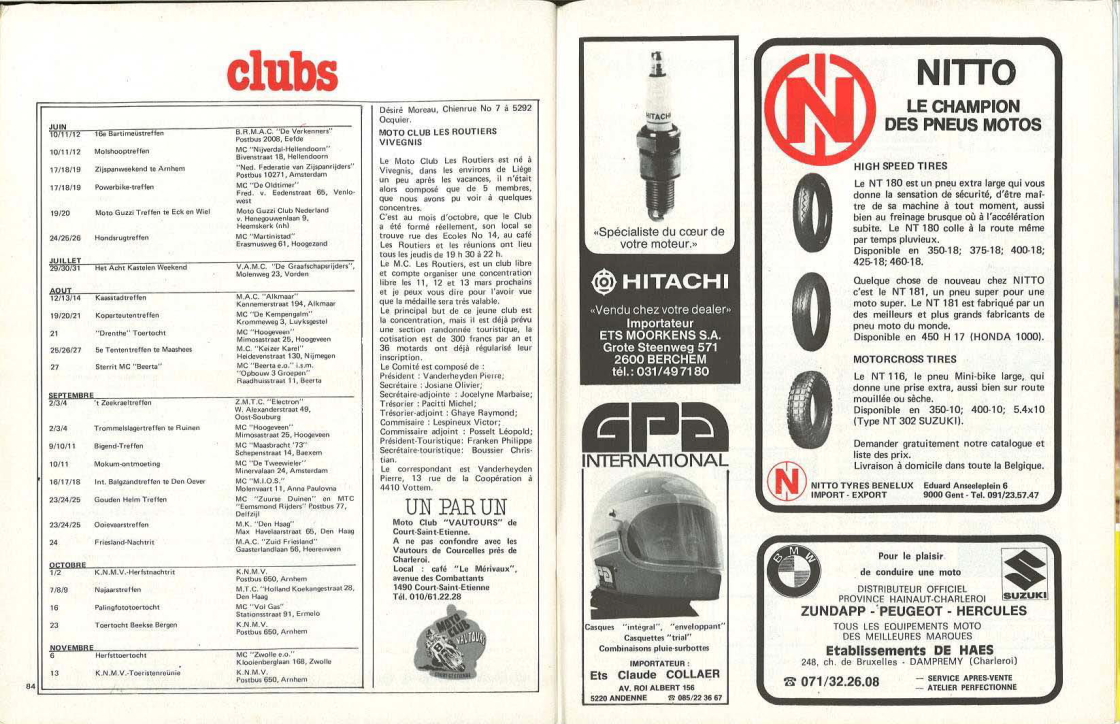 clubs
JUIN
10/11/12 16e Bartimeüstreffen B.R.M.A.C. "De Verkenners"
Postbus 2008, Eefde
10/11/12 Molshooptreffen MC "Nijverdal-Hellendoorn"
Bivenstraat 18, Hellendoorn
17/18/19 Zijspanweekend te Arnhem "Ned. Federatie van Zijspanrijders"
Postbus 10271, Amsterdam
17/18/19 Powerbike-treffen MC "De Oldtimer"
Fred. v. Eedenstraat 65, Venlo-
west
19/20 Moto Guzzi Treffen te Eck en Wiel Moto Guzzi Club Nederland
v. Henegouwenlaan 9,
Heemskerk (nh)
24/25/26 Hondsrugtreffen MC "Martinistad"
Erasmusweg 61, Hoogezand
JUILLET
29/30/31 Het Acht Kastelen Weekend V.A.M.C. "De Graafschaprijders",
Molenweg 23, Vorden
AOUT
12/13/14 Kaasstadtreffen M.A.C. "Alkmaar"
Kennemerstraat 194, Alkmaar
19/20/21 Koperteutentreffen MC "De Kempengalm"
Krommeweg 3, Luyksgestel
21 "Drenthe" Toertocht MC "Hoogeveen"
Mimosastraat 25, Hoogeveen
25/26/27 5e Tententreffen te Maashees M.C. "Keizer Karel"
Heidevenstraat 130, Nijmegen
27 Sterrit MC "Beerta" MC "Beerta e.o." i.s.m.
"Opbouw 3 Groepen"
Raadhuisstraat 11, Beerta
SEPTEMBRE
2/3/4 't Zeekraeltreffen Z.M.T.C. "Electron"
W. Alexanderstraat 49,
Oost-Souburg
2/3/4 Trommelslagertreffen te Ruinen MC "Hoogeveen"
Mimosastraat 25, Hoogeveen
9/10/11 Bigend-Treffen MC "Maasbracht '73"
Schepenstraat 14, Baexem
10/11 Mokum-ontmoeting MC "De Tweewieler"
Minervalaan 24, Amsterdam
16/17/18 Int. Balgzandtreffen te Den Oever MC "M.I.O.S."
Molenvaart 11, Anna Paulovna
23/24/25 Gouden Helm Treffen MC "Zuurse Duinen" en MTC
"Eemsmond Rijders" Postbus 77,
Delfzijl
23/24/25 Ooievaarstreffen M.K. "Den Haag"
Max Havelaarstraat 65, Den Haag
24 Friesland-Nachtrit M.A.C. "Zuid Friesland"
Gaasterlandlaan 56, Heerenveen
OCTOBRE
1/2 K.N.M.V.-Herfstnachtrit K.N.M.V.
Postbus 650, Arnhem
7/8/9 Najaarstreffen M.T.C. "Holland Koekangestraat 28,
Den Haag
16 Palingfototoertocht MC "Vol Gas"
Stationsstraat 91, Ermelo
23 Toertocht Beekse Bergen K.N.M.V.
Postbus 650, Arnhem
NOVEMBRE
6 Herfsttoertocht MC "Zwolle e.o."
Klooienberglaan 168, Zwolle
13 K.N.M.V.-Toeristenreünie K.N.M.V.
Postbus 650, Arnhem
84
Désiré Moreau, Chienrue No 7 à 5292
Ocquier.
MOTO CLUB LES ROUTIERS
VIVEGNIS
Le Moto Club Les Routiers est né à
Vivegnis, dans les environs de Liége
un peu après les vacances, il n'était
alors composé que de 5 membres,
que nous avons pu voir à quelques
concentres.
C'est au mois d'octobre, que le Club
a été formé réellement, son local se
trouve rue des Ecoles No 14, au café
Les Routiers et les réunions ont lieu
tous les jeudis de 19 h 30 à 22 h.
Le M.C. Les Routiers, est un club libre
et compte organiser une concentration
libre les 11, 12 et 13 mars prochains
et je peux vous dire pour l'avoir vue
que la médaille sera très valable.
Le principal but de ce jeune club est
la concentration, mais il est déjà prévu
une section randonnée touristique, la
cotisation est de 300 francs par an et
36 motards ont déjà régularisé leur
inscription.
Le Comité est composé de :
Président : Vanderheyden Pierre;
Secrétaire : Josiane Olivier;
Secrétaire-adjointe : Jocelyne Marbaise;
Trésorier : Pacitti Michel;
Trésorier-adjoint : Ghaye Raymond;
Commisaire : Lespineux Victor;
Commissaire adjoint : Posselt Léopold;
Président-Touristique: Franken Philippe
Secrétaire-touristique: Boussier Chris-
tian.
Le correspondant est Vanderheyden
Pierre, 13 rue de la Coopération à
4410 Vottem.
UN PAR UN
Moto Club "VAUTOURS" de
Court-Saint-Etienne.
A ne pas confondre avec les
Vautours de Courcelles près de
Charleroi.
Local : café "Le Mérivaux",
avenue des Combattants
1490 Court-Saint-Etienne
Tél. 010/61.22.28
MOTO CLUB
VAUTOURS
COURT-ST-ETIENNE
HITACHI
«Spécialiste du cœur de
votre moteur.»
HITACHI
«Vendu chez votre dealer»
Importateur
ETS MOORKENS S.A.
Grote Steenweg 571
2600 BERCHEM
tél.: 031/497180
GPA
INTERNATIONAL
GPA
Casques "intégral", "enveloppant"
Casquettes "trial"
Combinaisons pluie-surbottes
IMPORTATEUR :
Ets Claude COLLAER
AV. ROI ALBERT 156
5220 ANDENNE ☎ 085/22 36 67
N
NITTO
LE CHAMPION
DES PNEUS MOTOS
HIGH SPEED TIRES
Le NT 180 est un pneu extra large qui vous
donne la sensation de sécurité, d'être maî-
tre de sa machine à tout moment, aussi
bien au freinage brusque où à l'accélération
subite. Le NT 180 colle à la route même
par temps pluvieux.
Disponible en 350-18; 375-18; 400-18;
425-18; 460-18.
Quelque chose de nouveau chez NITTO
c'est le NT 181, un pneu super pour une
moto super. Le NT 181 est fabriqué par un
des meilleurs et plus grands fabricants de
pneu moto du monde.
Disponible en 450 H 17 (HONDA 1000).
MOTORCROSS TIRES
Le NT 116, le pneu Mini-bike large, qui
donne une prise extra, aussi bien sur route
mouillée ou sèche.
Disponible en 350-10; 400-10; 5.4x10
(Type NT 302 SUZUKI).
Demander gratuitement notre catalogue et
liste des prix.
Livraison à domicile dans toute la Belgique.
N
NITTO TYRES BENELUX Eduard Anseeleplein 6
IMPORT - EXPORT 9000 Gent - Tel. 091/23.57.47
BMW
Pour le plaisir
de conduire une moto
SUZUKI
DISTRIBUTEUR OFFICIEL
PROVINCE HAINAUT-CHARLEROI
ZUNDAPP - PEUGEOT - HERCULES
TOUS LES EQUIPEMENTS MOTO
DES MEILLEURES MARQUES
Etablissements DE HAES
248, ch. de Bruxelles - DAMPREMY (Charleroi)
☎ 071/32.26.08
— SERVICE APRES-VENTE
— ATELIER PERFECTIONNE